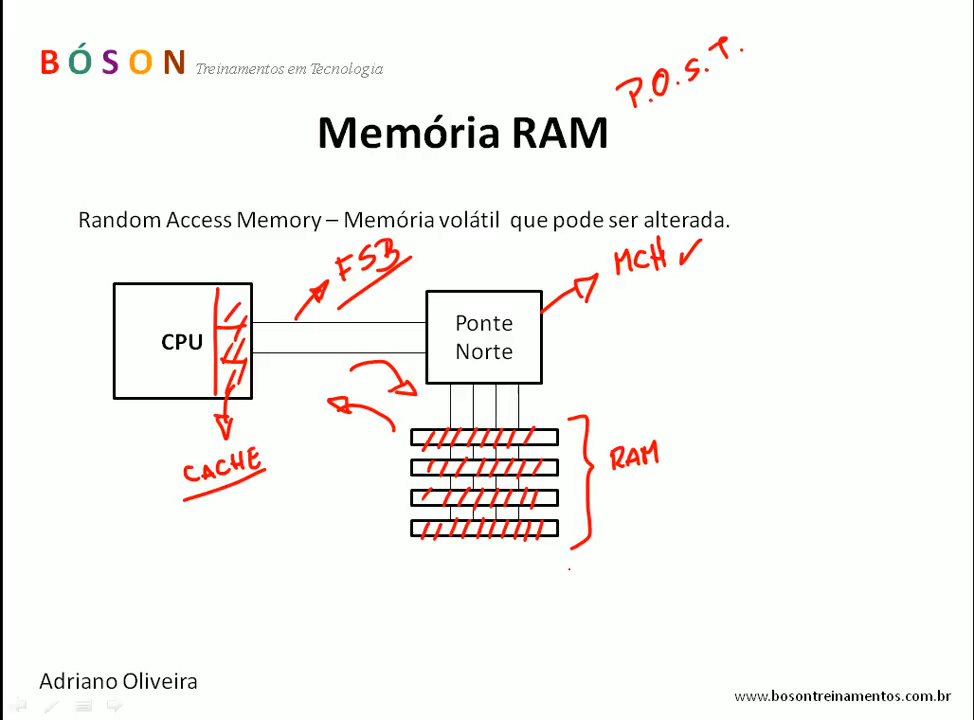 BÓSON Treinamentos em Tecnologia
P.O.S.T.
Memória RAM
Random Access Memory – Memória volátil que pode ser alterada.
FSB
MCH
CPU
Ponte
Norte
CACHE
RAM
Adriano Oliveira
www.bosontreinamentos.com.br